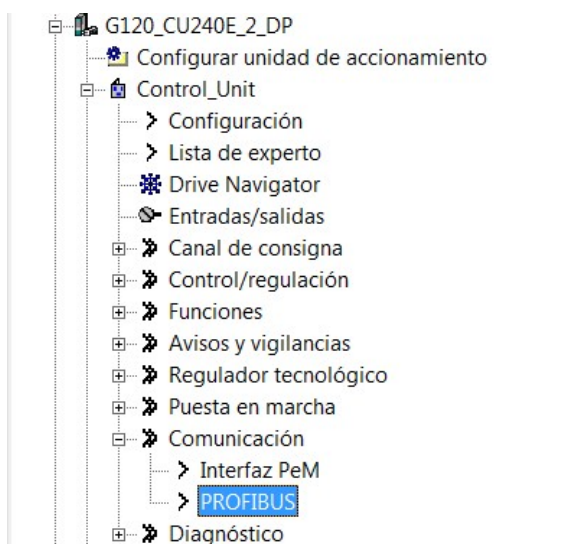 G120_CU240E_2_DP
Configurar unidad de accionamiento
Control_Unit
Configuración
Lista de experto
Drive Navigator
Entradas/salidas
Canal de consigna
Control/regulación
Funciones
Avisos y vigilancias
Regulador tecnológico
Puesta en marcha
Comunicación
Interfaz PeM
PROFIBUS
Diagnóstico